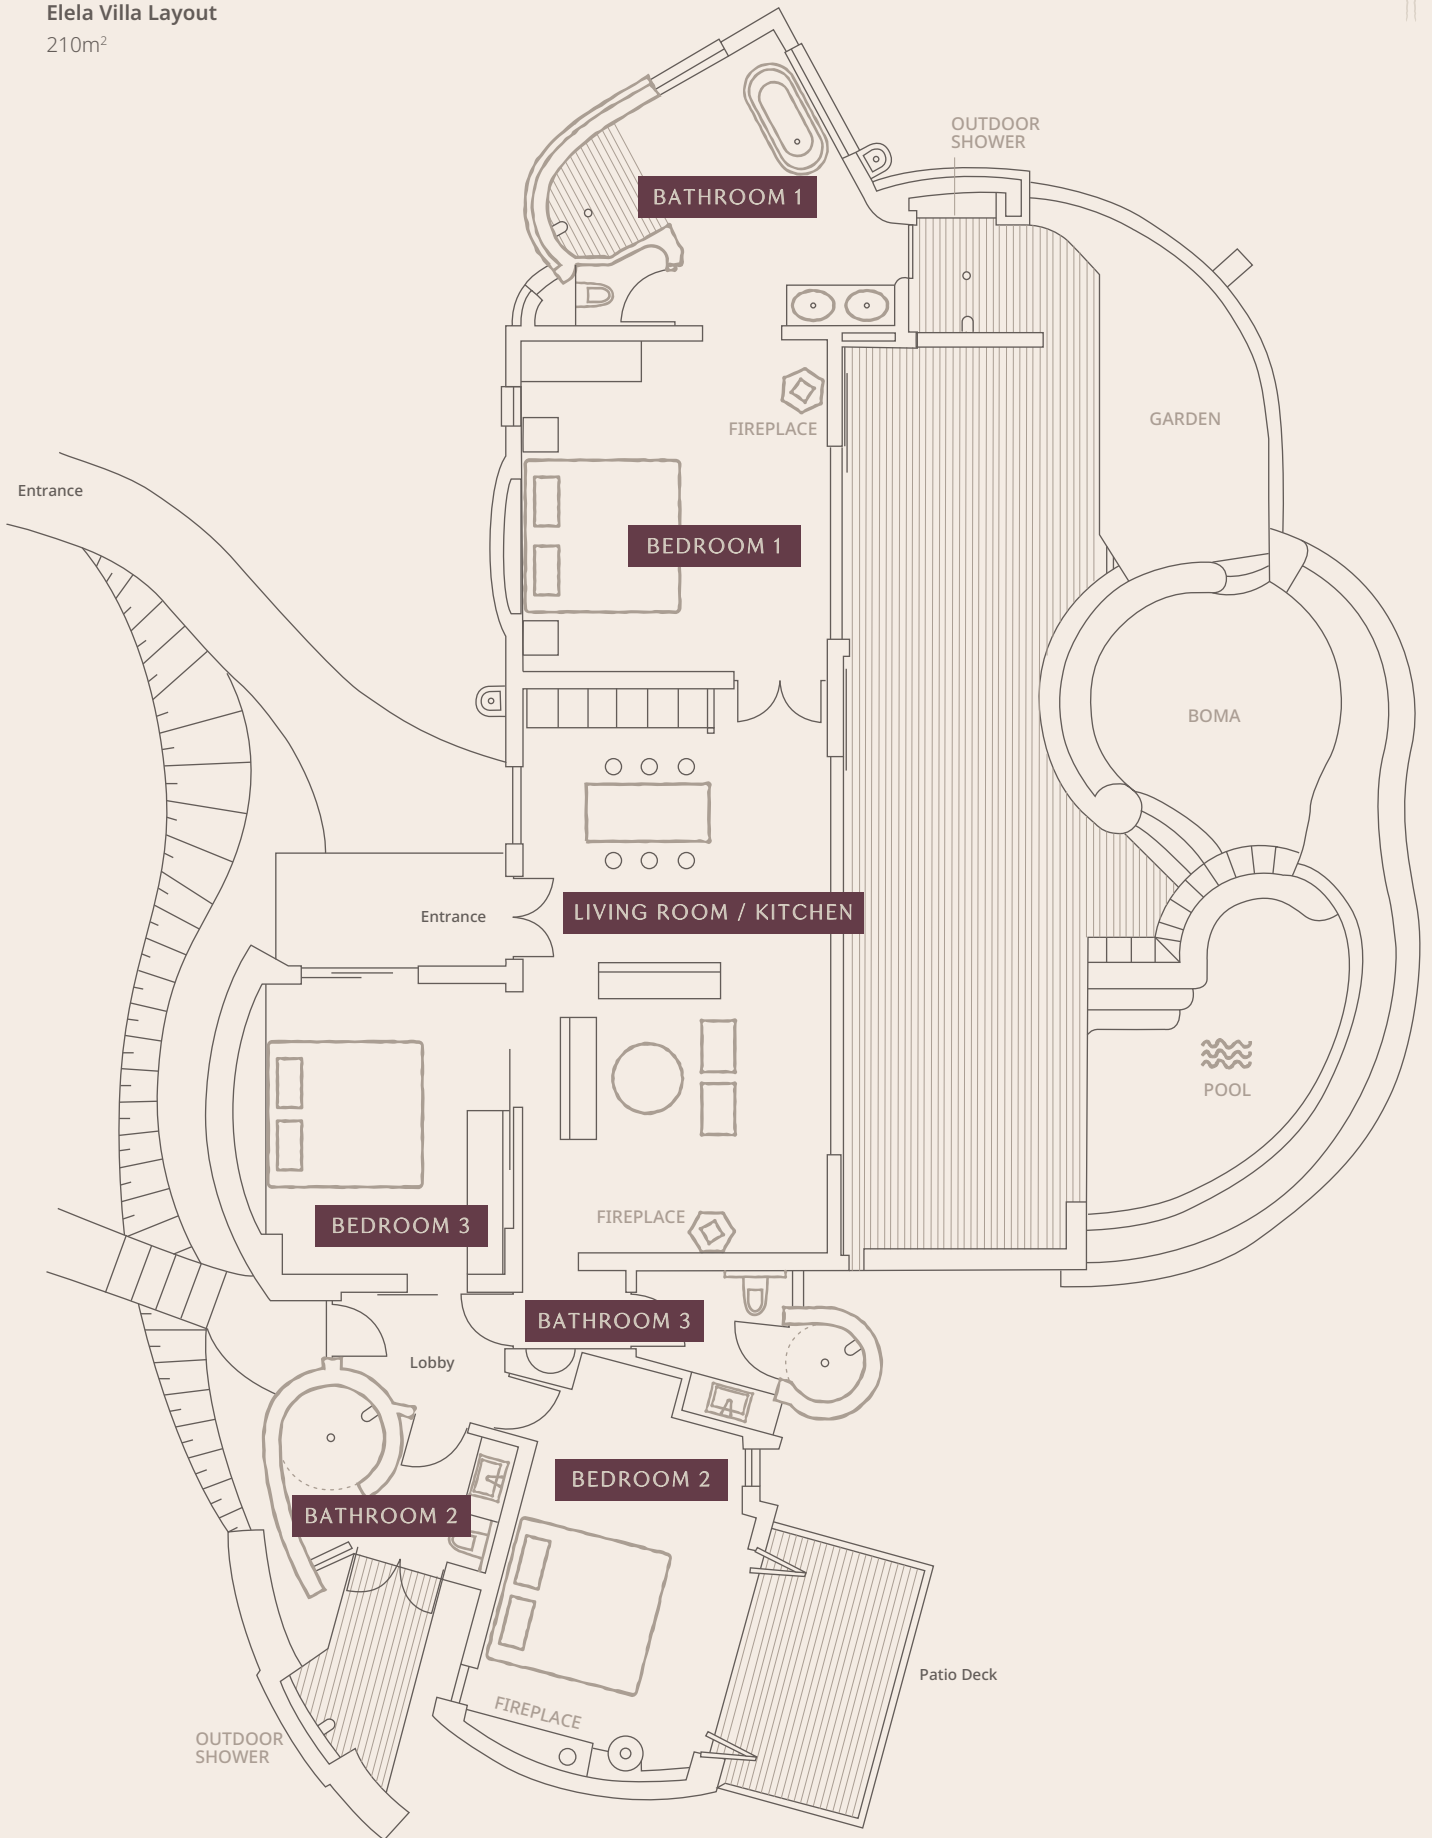 Elela Villa Layout
210m²
OUTDOOR
SHOWER
BATHROOM 1
GARDEN
FIREPLACE
Entrance
BEDROOM 1
BOMA
LIVING ROOM / KITCHEN
Entrance
POOL
BEDROOM 3
FIREPLACE
BATHROOM 3
Lobby
BEDROOM 2
BATHROOM 2
Patio Deck
FIREPLACE
OUTDOOR
SHOWER